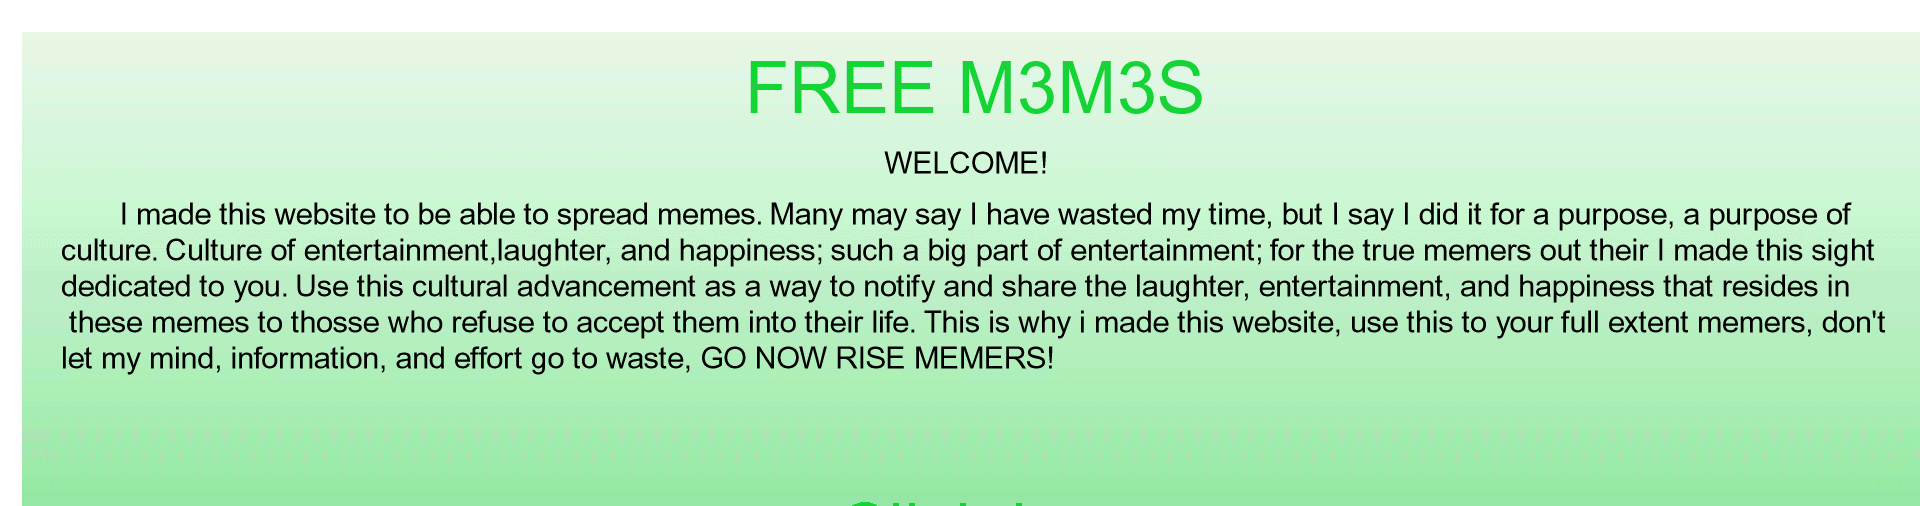 FREE M3M3S
WELCOME!
I made this website to be able to spread memes. Many may say I have wasted my time, but I say I did it for a purpose, a purpose of
culture. Culture of entertainment,laughter, and happiness; such a big part of entertainment; for the true memers out their I made this sight
dedicated to you. Use this cultural advancement as a way to notify and share the laughter, entertainment, and happiness that resides in
these memes to thosse who refuse to accept them into their life. This is why i made this website, use this to your full extent memers, don't
let my mind, information, and effort go to waste, GO NOW RISE MEMERS!